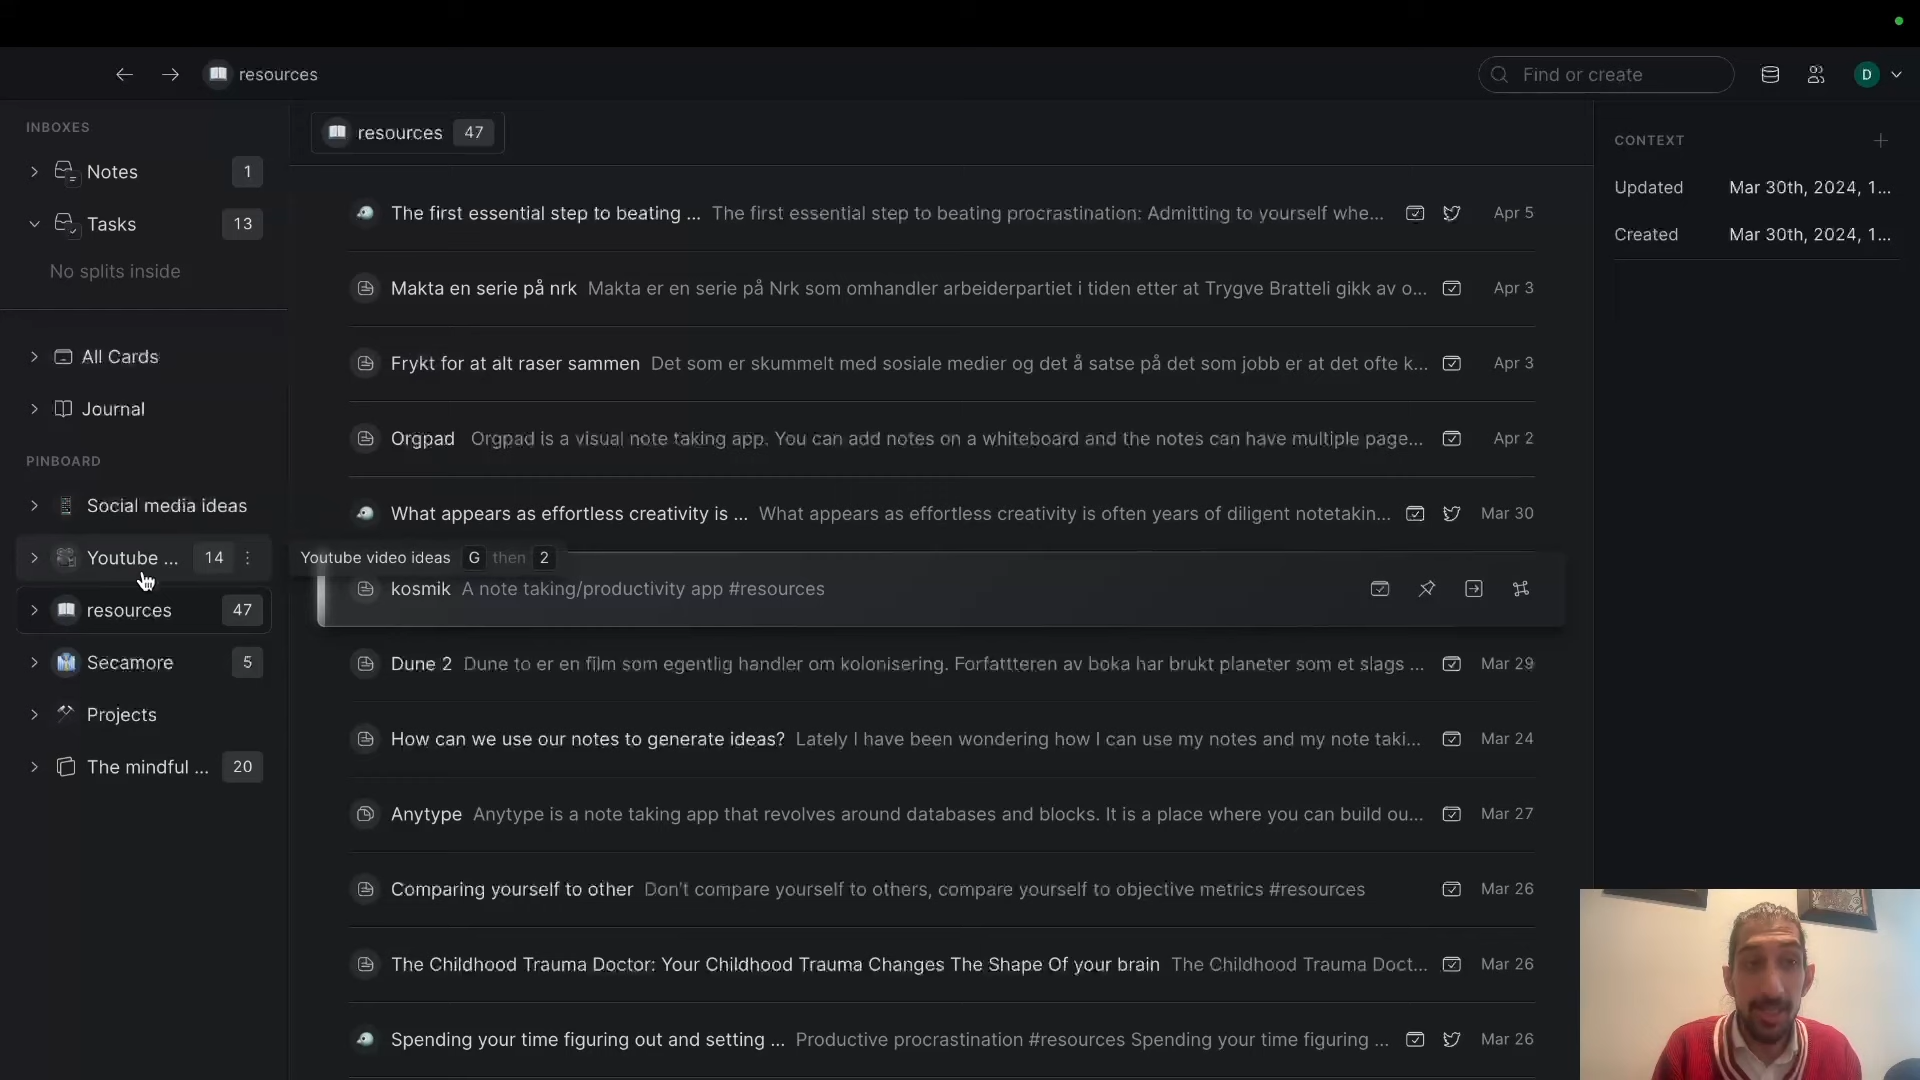 resources
Find or create
D
INBOXES
Notes 1
Tasks 13
No splits inside
All Cards
Journal
PINBOARD
Social media ideas
Youtube ... 14
resources 47
Secamore 5
Projects
The mindful ... 20
resources 47
The first essential step to beating ... The first essential step to beating procrastination: Admitting to yourself whe... Apr 5
Makta en serie på nrk Makta er en serie på Nrk som omhandler arbeiderpartiet i tiden etter at Trygve Bratteli gikk av o... Apr 3
Frykt for at alt raser sammen Det som er skummelt med sosiale medier og det å satse på det som jobb er at det ofte k... Apr 3
Orgpad Orgpad is a visual note taking app. You can add notes on a whiteboard and the notes can have multiple page... Apr 2
What appears as effortless creativity is ... What appears as effortless creativity is often years of diligent notetakin... Mar 30
Youtube video ideas G then 2
kosmik A note taking/productivity app #resources
Dune 2 Dune to er en film som egentlig handler om kolonisering. Forfattteren av boka har brukt planeter som et slags ... Mar 29
How can we use our notes to generate ideas? Lately I have been wondering how I can use my notes and my note taki... Mar 24
Anytype Anytype is a note taking app that revolves around databases and blocks. It is a place where you can build ou... Mar 27
Comparing yourself to other Don't compare yourself to others, compare yourself to objective metrics #resources Mar 26
The Childhood Trauma Doctor: Your Childhood Trauma Changes The Shape Of your brain The Childhood Trauma Doct... Mar 26
Spending your time figuring out and setting ... Productive procrastination #resources Spending your time figuring ... Mar 26
CONTEXT
Updated Mar 30th, 2024, 1...
Created Mar 30th, 2024, 1...